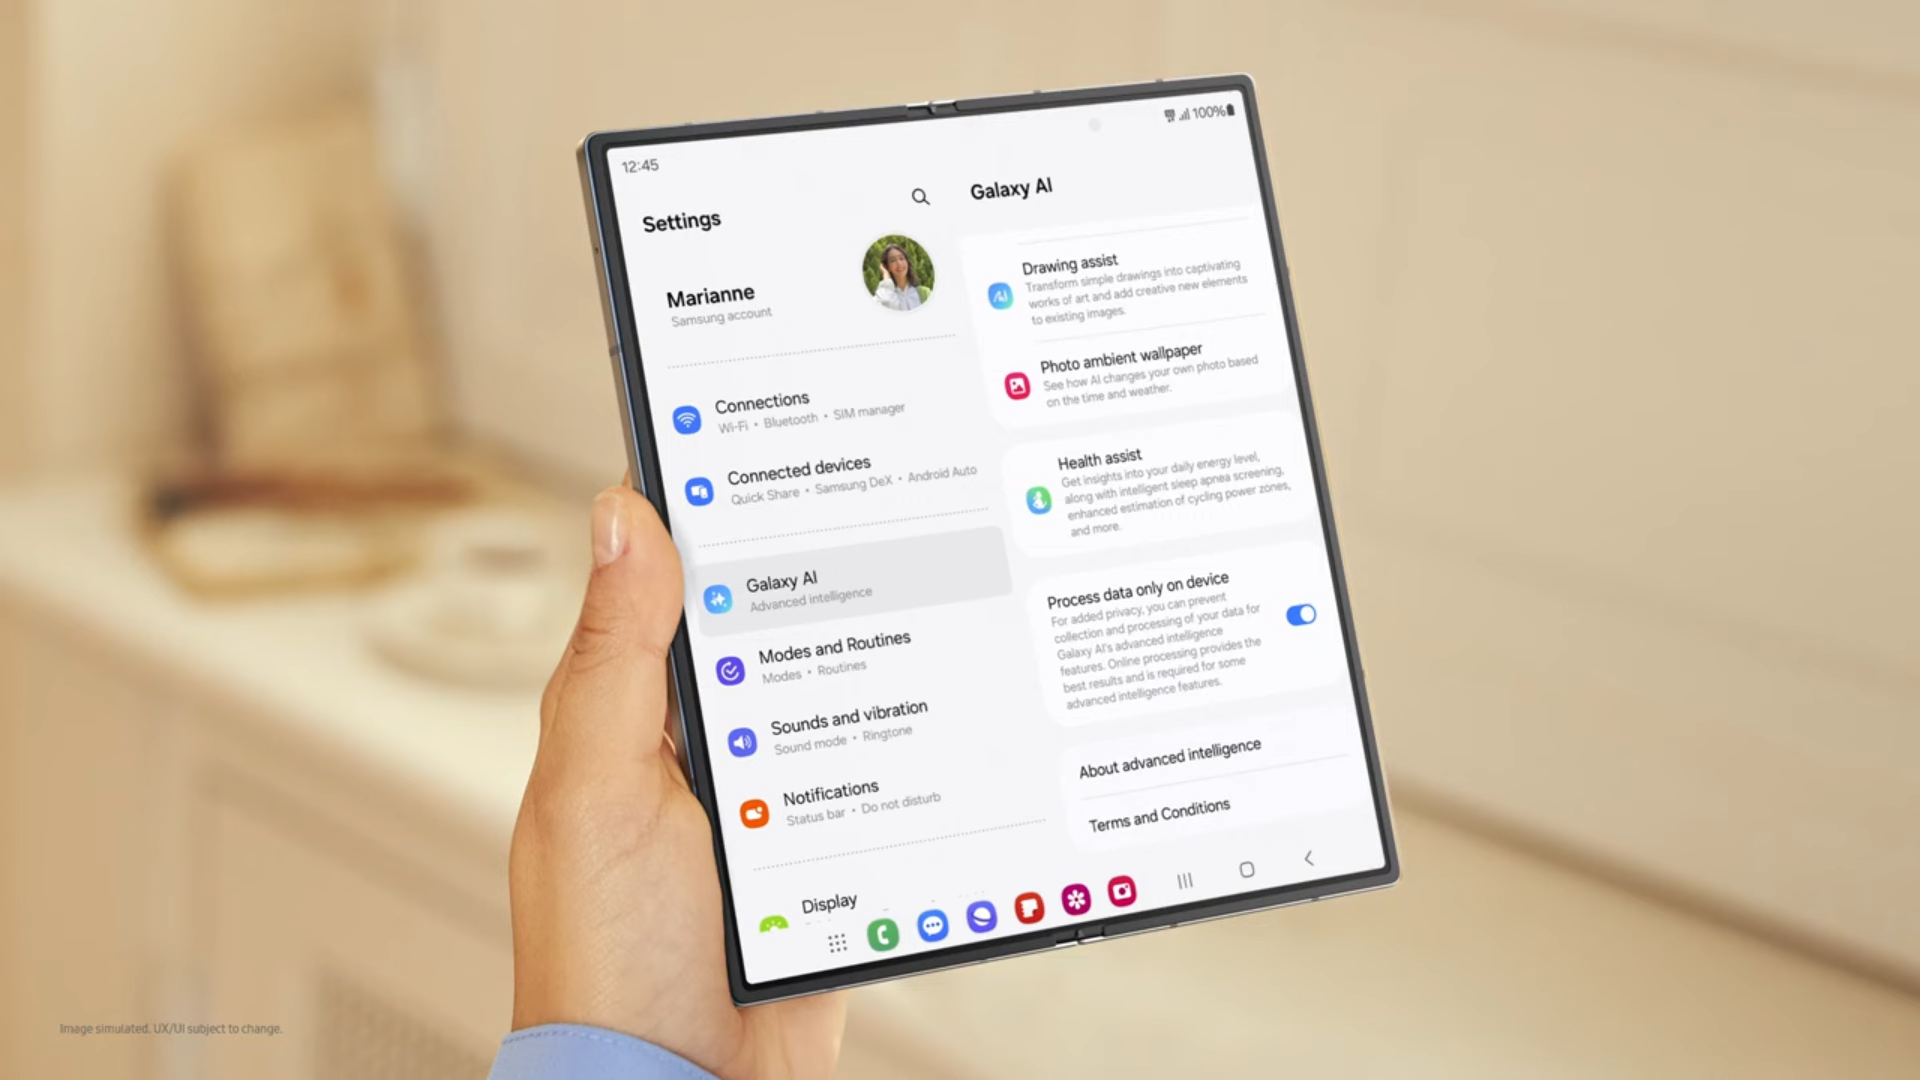 12:45
100%
Settings
Marianne
Samsung account
Connections
Wi-Fi • Bluetooth • SIM manager
Connected devices
Quick Share • Samsung DeX • Android Auto
Galaxy AI
Advanced intelligence
Modes and Routines
Modes • Routines
Sounds and vibration
Sound mode • Ringtone
Notifications
Status bar • Do not disturb
Display
Galaxy AI
Drawing assist
Transform simple drawings into captivating
works of art and add creative new elements
to existing images.
Photo ambient wallpaper
See how AI changes your own photo based
on the time and weather.
Health assist
Get insights into your daily energy level,
along with intelligent sleep apnea screening,
enhanced estimation of cycling power zones,
and more.
Process data only on device
For added privacy, you can prevent
collection and processing of your data for
Galaxy AI's advanced intelligence
features. Online processing provides the
best results and is required for some
advanced intelligence features.
About advanced intelligence
Terms and Conditions
Image simulated. UX/UI subject to change.